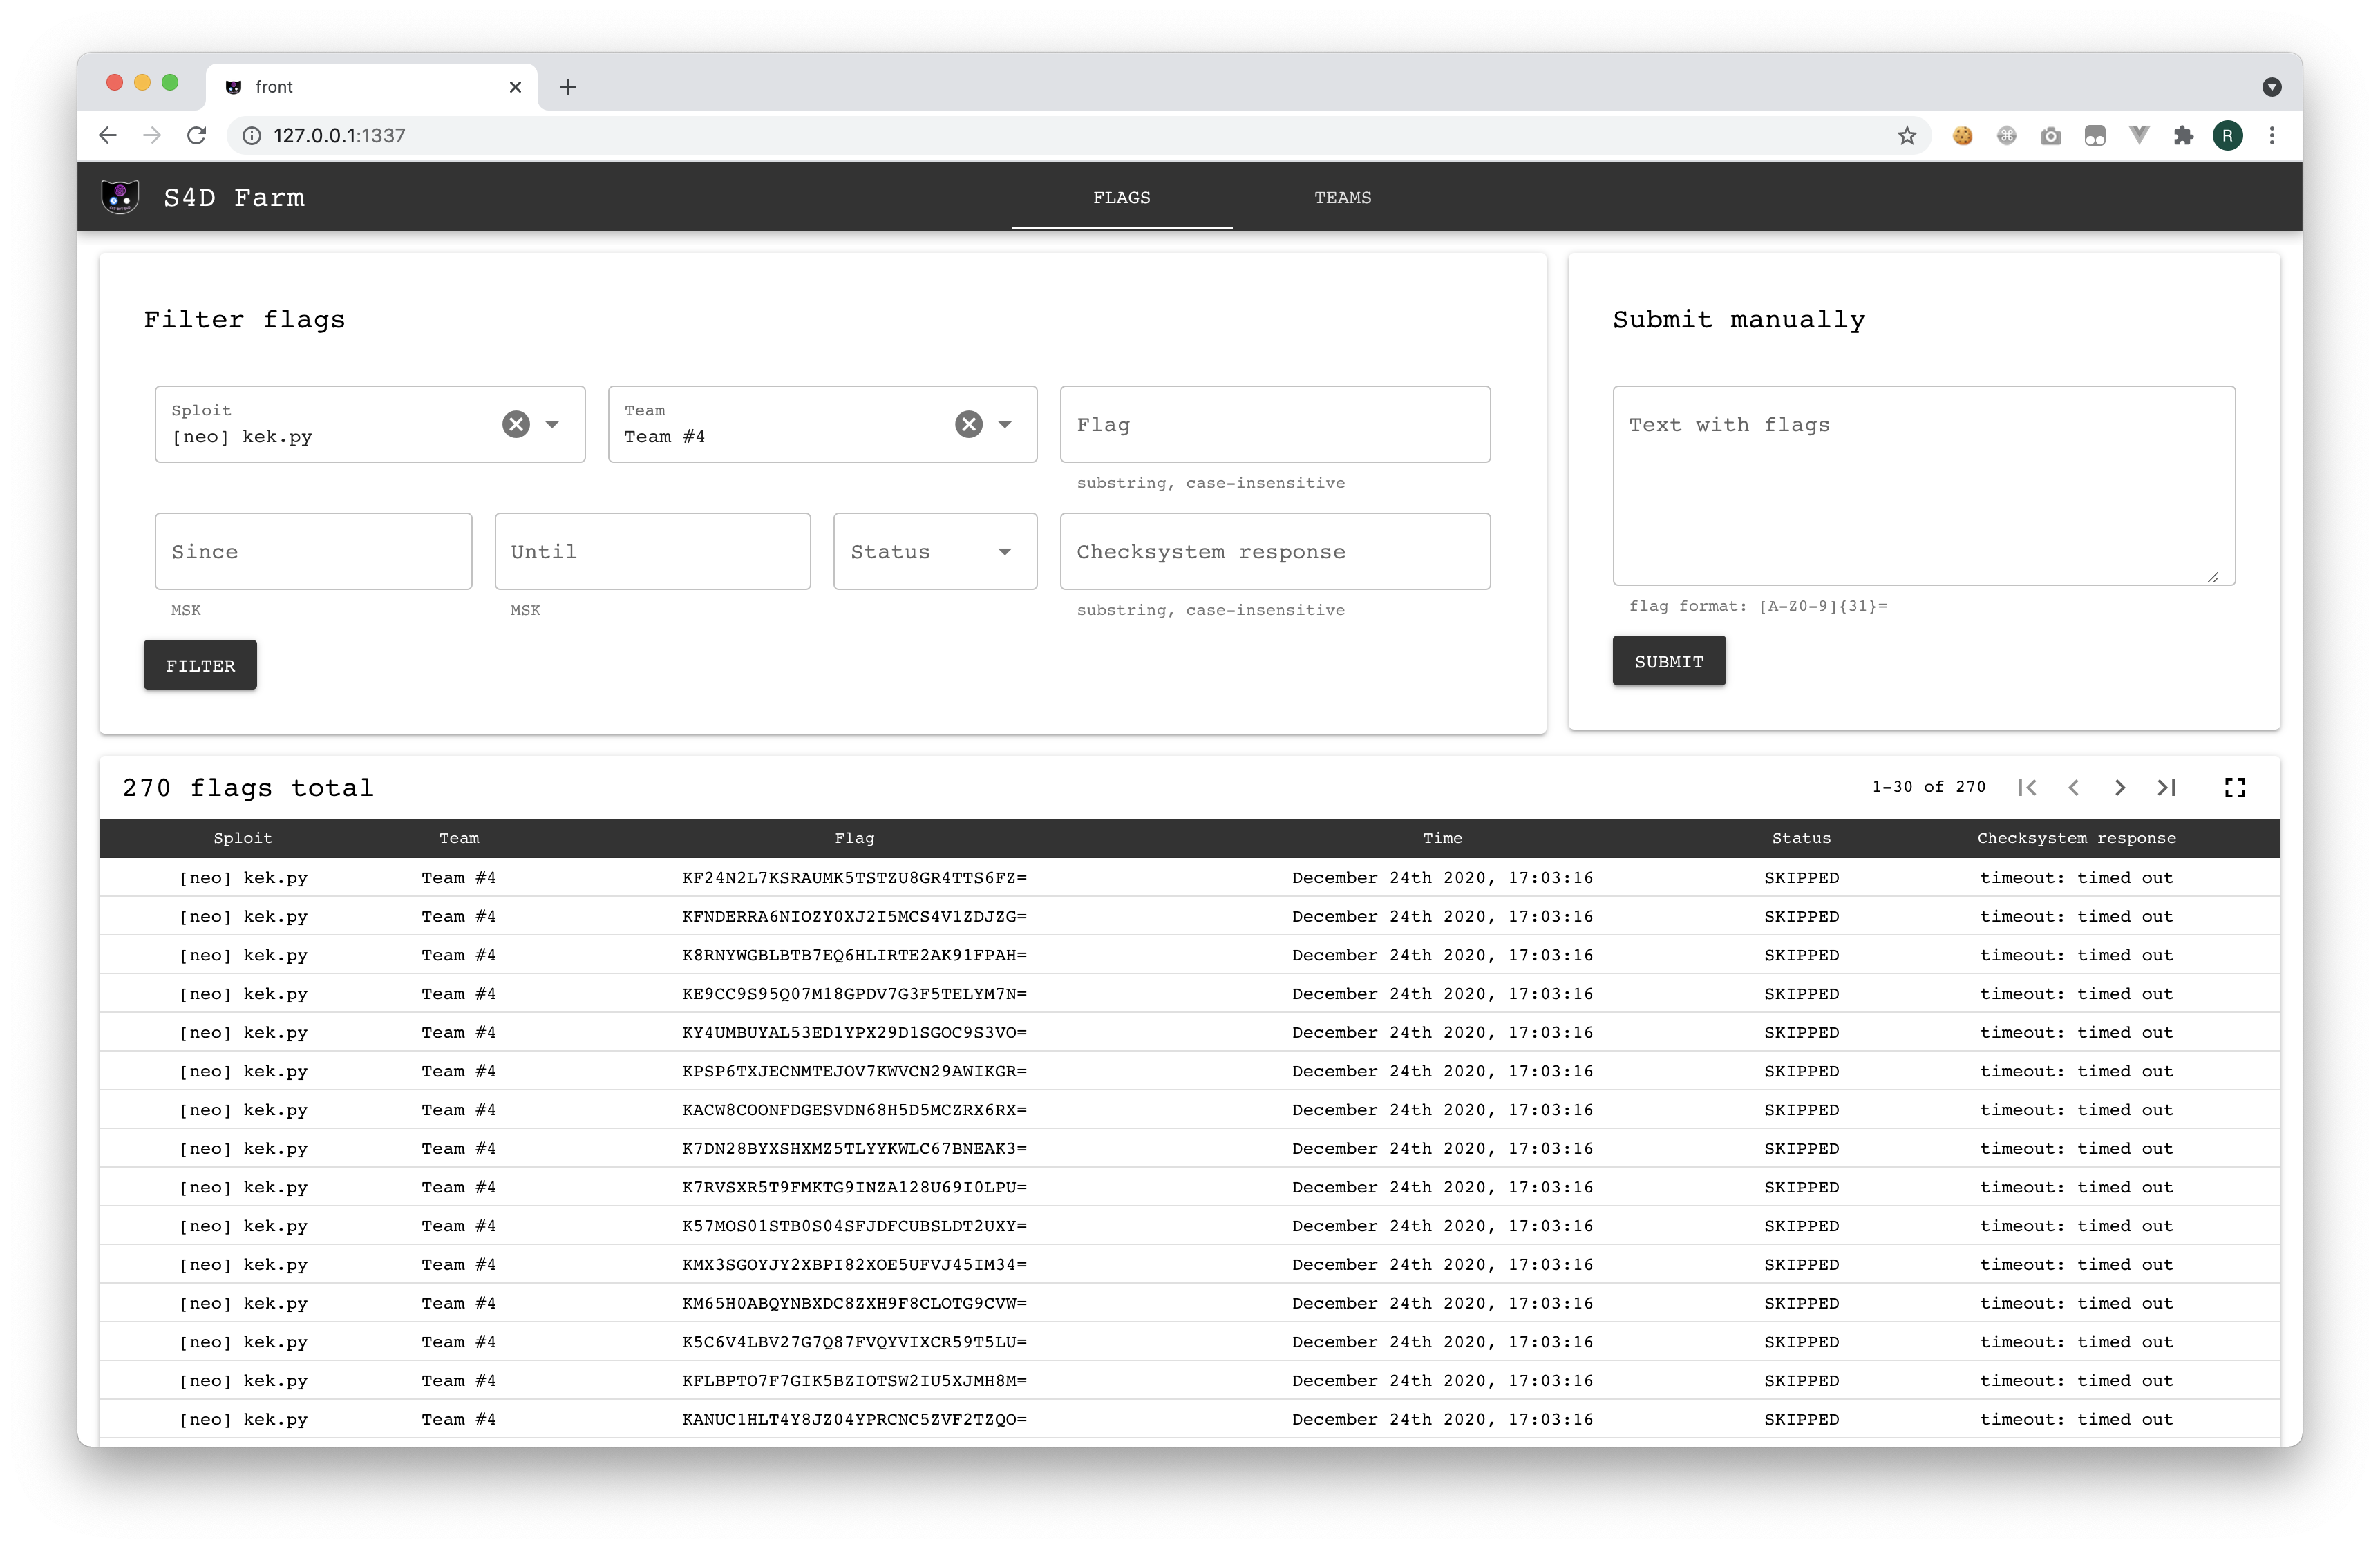 front
127.0.0.1:1337
R
S4D Farm
FLAGS
TEAMS
Filter flags
Sploit
[neo] kek.py
Team
Team #4
Flag
substring, case-insensitive
Since
MSK
Until
MSK
Status
Checksystem response
substring, case-insensitive
FILTER
Submit manually
Text with flags
flag format: [A-Z0-9]{31}=
SUBMIT
270 flags total
1-30 of 270
Sploit Team Flag Time Status Checksystem response
[neo] kek.py Team #4 KF24N2L7KSRAUMK5TSTZU8GR4TTS6FZ= December 24th 2020, 17:03:16 SKIPPED timeout: timed out
[neo] kek.py Team #4 KFNDERRA6NIOZY0XJ2I5MCS4V1ZDJZG= December 24th 2020, 17:03:16 SKIPPED timeout: timed out
[neo] kek.py Team #4 K8RNYWGBLBTB7EQ6HLIRTE2AK91FPAH= December 24th 2020, 17:03:16 SKIPPED timeout: timed out
[neo] kek.py Team #4 KE9CC9S95Q07M18GPDV7G3F5TELYM7N= December 24th 2020, 17:03:16 SKIPPED timeout: timed out
[neo] kek.py Team #4 KY4UMBUYAL53ED1YPX29D1SGOC9S3VO= December 24th 2020, 17:03:16 SKIPPED timeout: timed out
[neo] kek.py Team #4 KPSP6TXJECNMTEJOV7KWVCN29AWIKGR= December 24th 2020, 17:03:16 SKIPPED timeout: timed out
[neo] kek.py Team #4 KACW8COONFDGESVDN68H5D5MCZRX6RX= December 24th 2020, 17:03:16 SKIPPED timeout: timed out
[neo] kek.py Team #4 K7DN28BYXSHXMZ5TLYYKWLC67BNEAK3= December 24th 2020, 17:03:16 SKIPPED timeout: timed out
[neo] kek.py Team #4 K7RVSXR5T9FMKTG9INZA128U69I0LPU= December 24th 2020, 17:03:16 SKIPPED timeout: timed out
[neo] kek.py Team #4 K57MOS01STB0S04SFJDFCUBSLDT2UXY= December 24th 2020, 17:03:16 SKIPPED timeout: timed out
[neo] kek.py Team #4 KMX3SGOYJY2XBPI82XOE5UFVJ45IM34= December 24th 2020, 17:03:16 SKIPPED timeout: timed out
[neo] kek.py Team #4 KM65H0ABQYNBXDC8ZXH9F8CLOTG9CVW= December 24th 2020, 17:03:16 SKIPPED timeout: timed out
[neo] kek.py Team #4 K5C6V4LBV27G7Q87FVQYVIXCR59T5LU= December 24th 2020, 17:03:16 SKIPPED timeout: timed out
[neo] kek.py Team #4 KFLBPTO7F7GIK5BZIOTSW2IU5XJMH8M= December 24th 2020, 17:03:16 SKIPPED timeout: timed out
[neo] kek.py Team #4 KANUC1HLT4Y8JZ04YPRCNC5ZVF2TZQO= December 24th 2020, 17:03:16 SKIPPED timeout: timed out